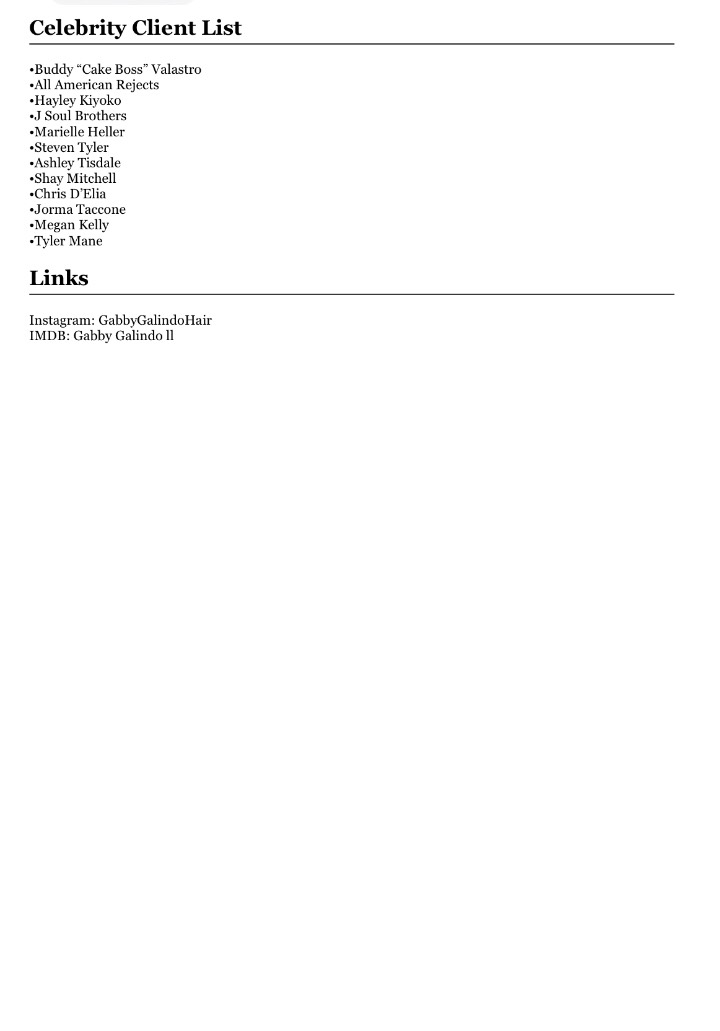 Celebrity Client List
•Buddy “Cake Boss” Valastro
•All American Rejects
•Hayley Kiyoko
•J Soul Brothers
•Marielle Heller
•Steven Tyler
•Ashley Tisdale
•Shay Mitchell
•Chris D’Elia
•Jorma Taccone
•Megan Kelly
•Tyler Mane
Links
Instagram: GabbyGalindoHair
IMDB: Gabby Galindo ll